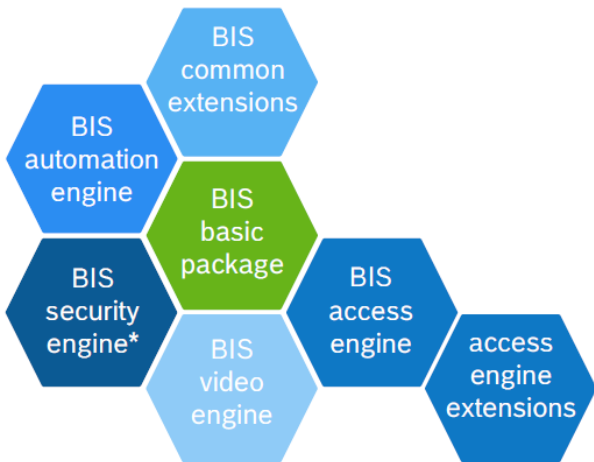 BIS
common
extensions
BIS
automation
engine
BIS
basic
package
BIS
security
engine*
BIS
access
engine
BIS
video
engine
access
engine
extensions